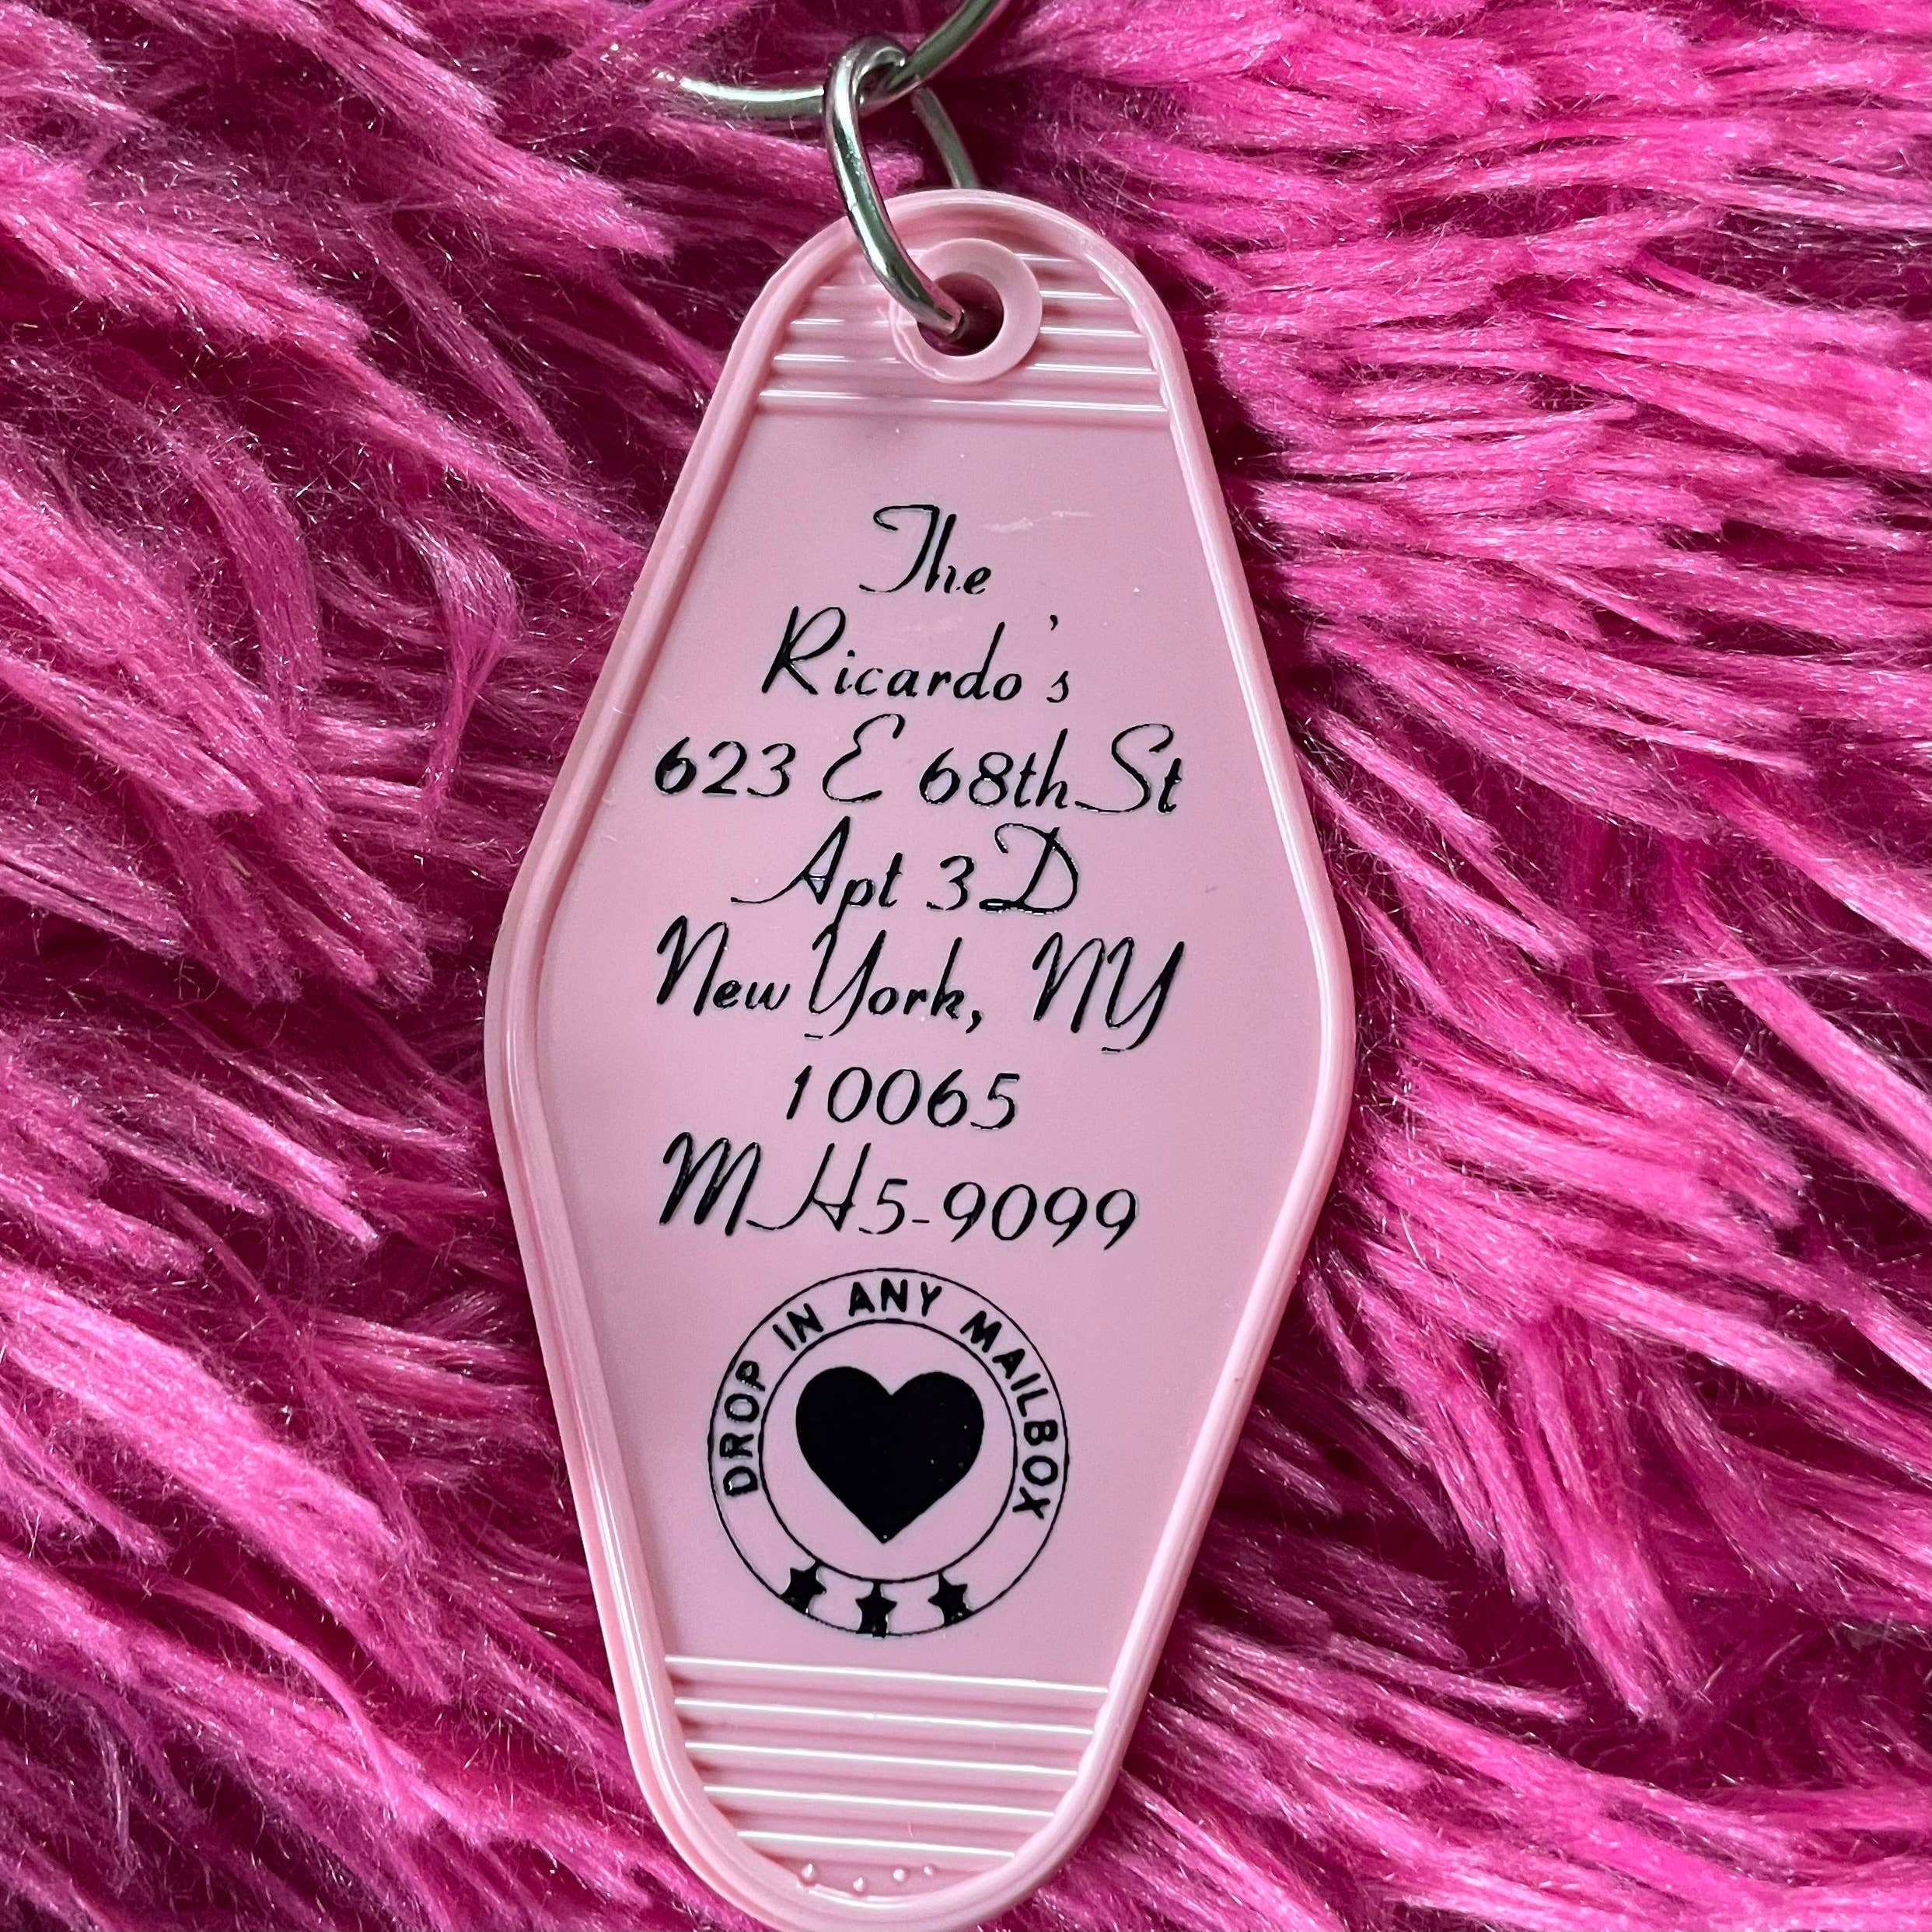 The
Ricardo's
623 E 68th St
Apt 3D
New York, NY
10065
MH5-9099
DROP IN ANY MAILBOX